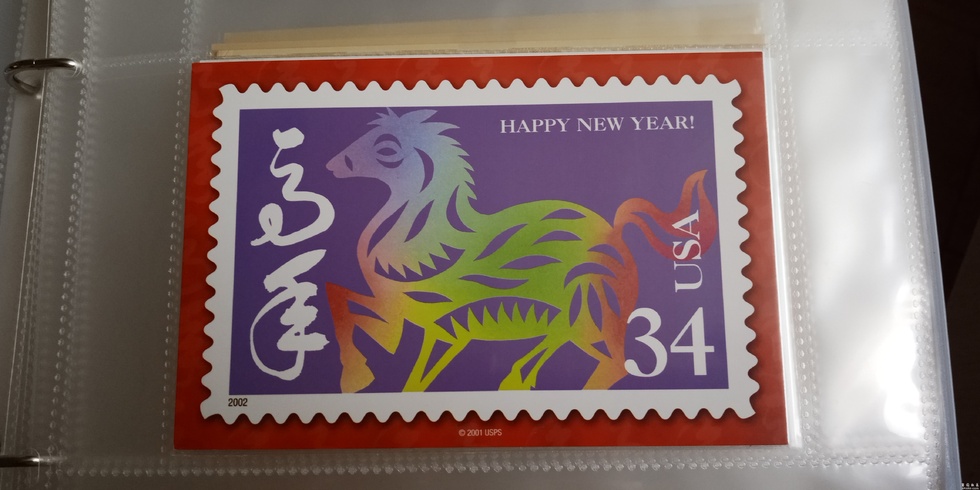 HAPPY NEW YEAR!
馬
年
USA
34
2002
© 2001 USPS